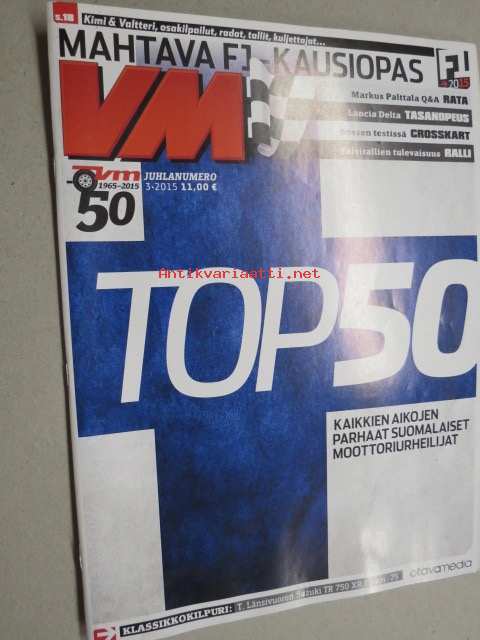 s.18 Kimi & Valtteri, osakilpailut, radat, tallit, kuljettajat...
MAHTAVA F1-KAUSIOPAS
2015
VM
Markus Palttala Q&A RATA
Lancia Delta TASANOPEUS
testissä CROSSKART
tulevaisuus RALLI
vm
1965–2015
50
JUHLANUMERO
3·2015 11,00 €
Antikvariaatti.net
TOP50
KAIKKIEN AIKOJEN
PARHAAT SUOMALAISET
MOOTTORIURHEILIJAT
otavamedia
KLASSIKKOKILPURI: T. Länsivuoren Suzuki TR 750 XR